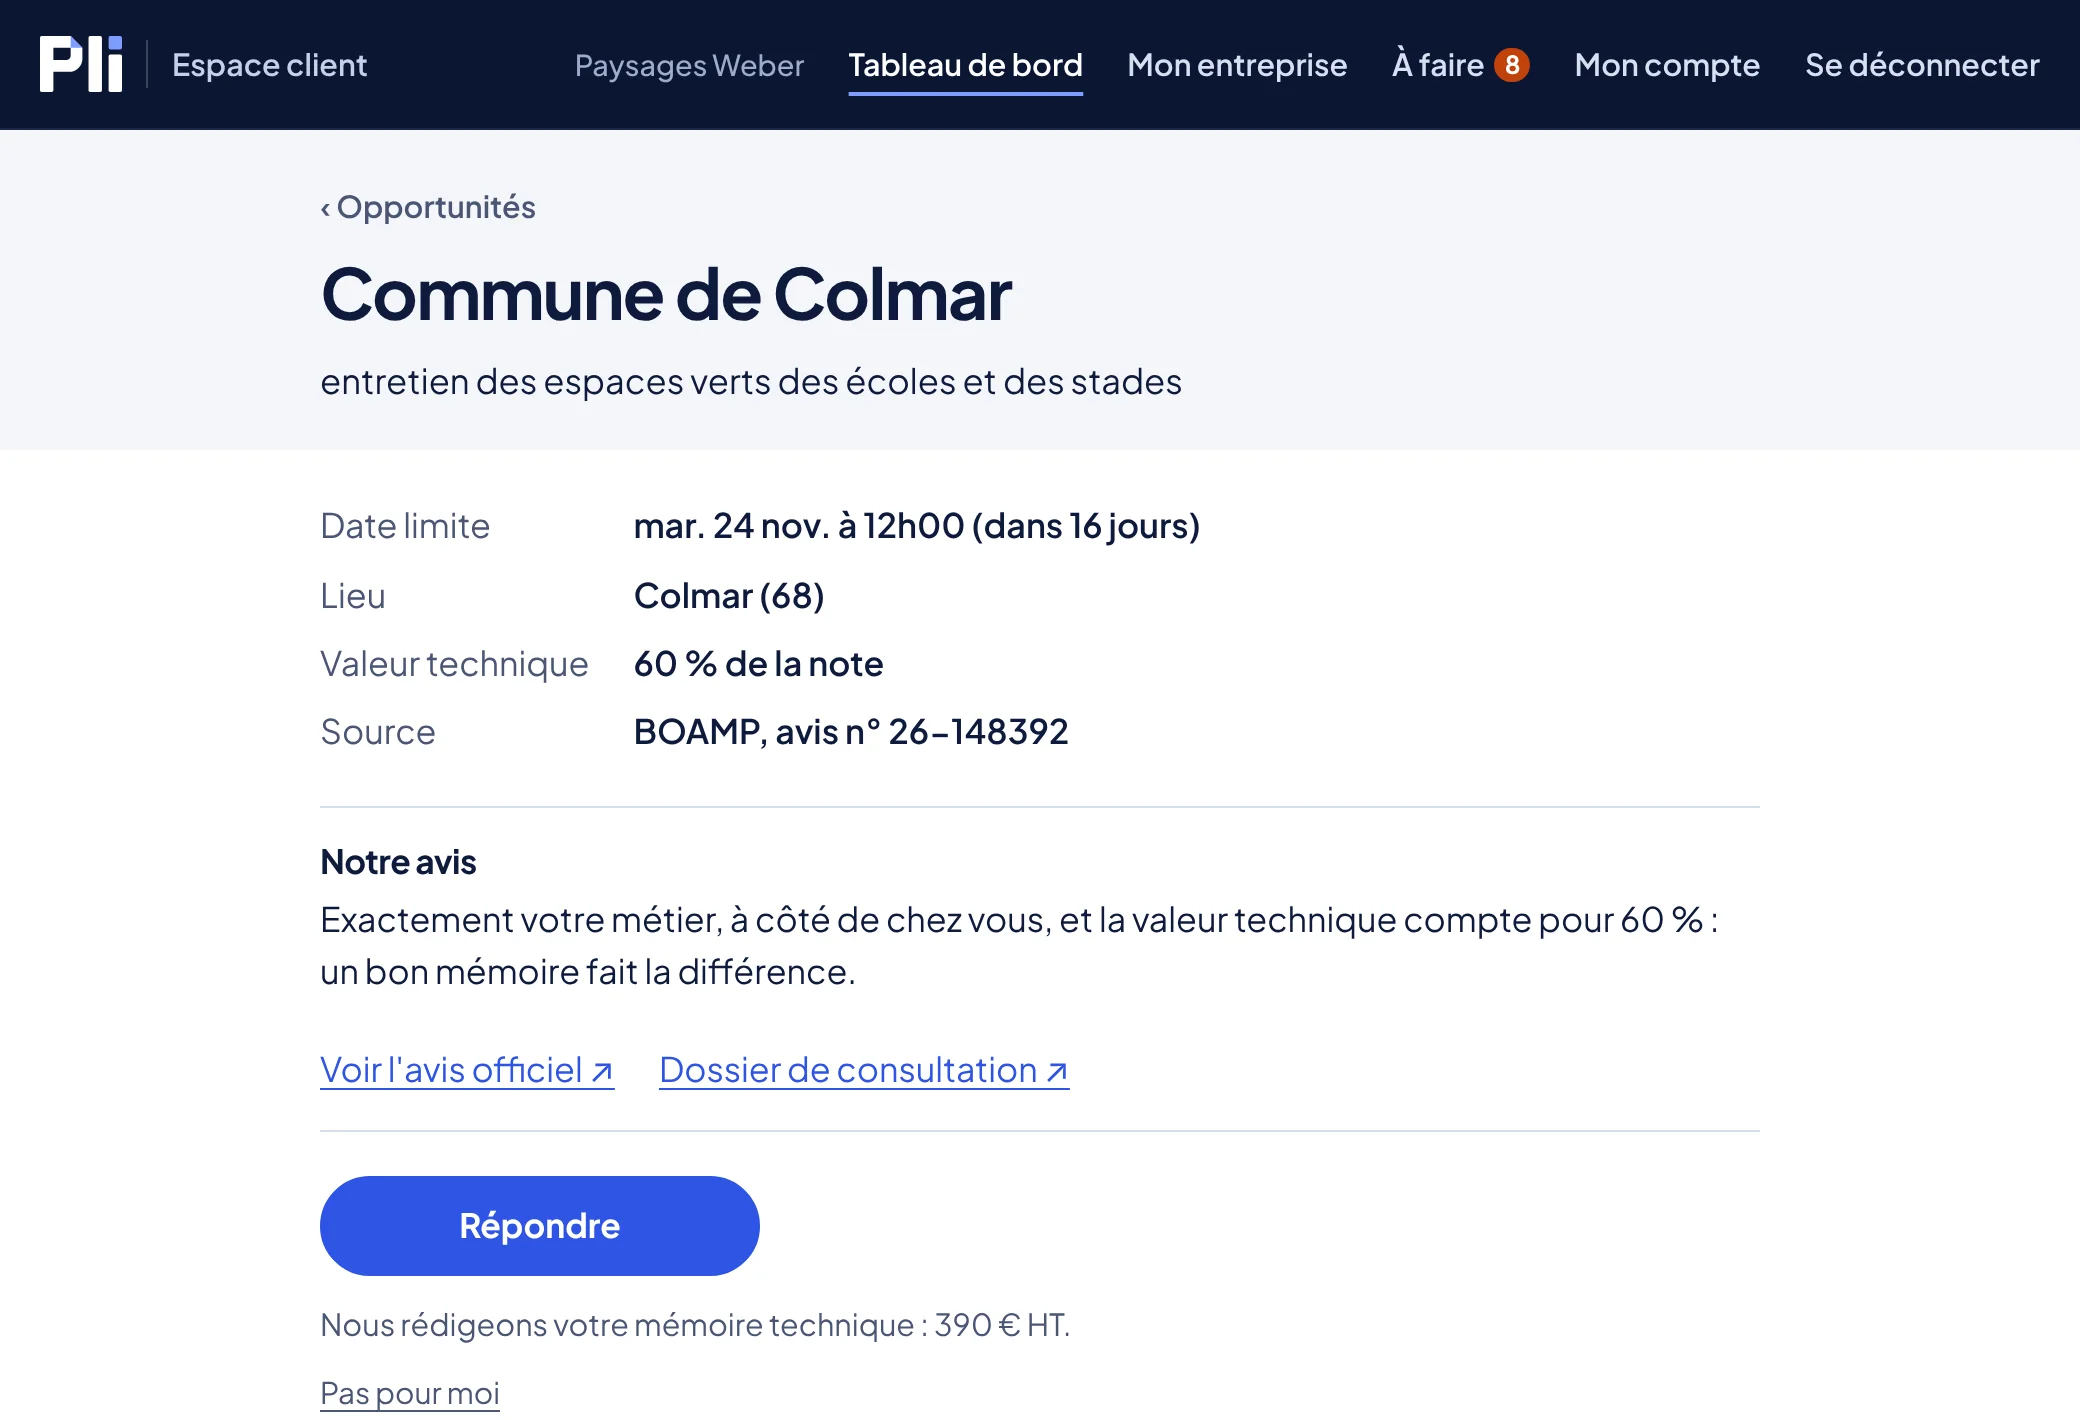 Pli
Espace client
Paysages Weber
Tableau de bord
Mon entreprise
À faire 8
Mon compte
Se déconnecter
‹ Opportunités
Commune de Colmar
entretien des espaces verts des écoles et des stades
Date limite mar. 24 nov. à 12h00 (dans 16 jours)
Lieu Colmar (68)
Valeur technique 60 % de la note
Source BOAMP, avis n° 26-148392
Notre avis
Exactement votre métier, à côté de chez vous, et la valeur technique compte pour 60 % :
un bon mémoire fait la différence.
Voir l'avis officiel ↗ Dossier de consultation ↗
Répondre
Nous rédigeons votre mémoire technique : 390 € HT.
Pas pour moi